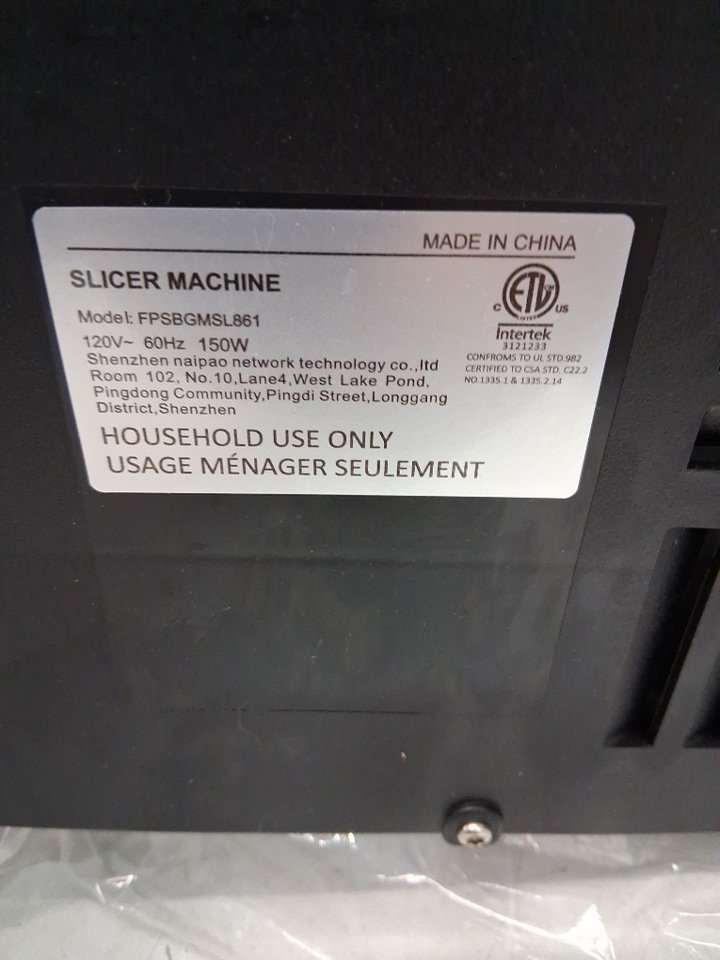 MADE IN CHINA
SLICER MACHINE
Model: FPSBGMSL861
120V~ 60Hz 150W
Shenzhen naipao network technology co.,ltd
Room 102, No.10,Lane4,West Lake Pond,
Pingdong Community,Pingdi Street,Longgang
District,Shenzhen
HOUSEHOLD USE ONLY
USAGE MÉNAGER SEULEMENT
C ETL US
LISTED
Intertek
3121233
CONFROMS TO UL STD.982
CERTIFIED TO CSA STD. C22.2
NO.1335.1 & 1335.2.14